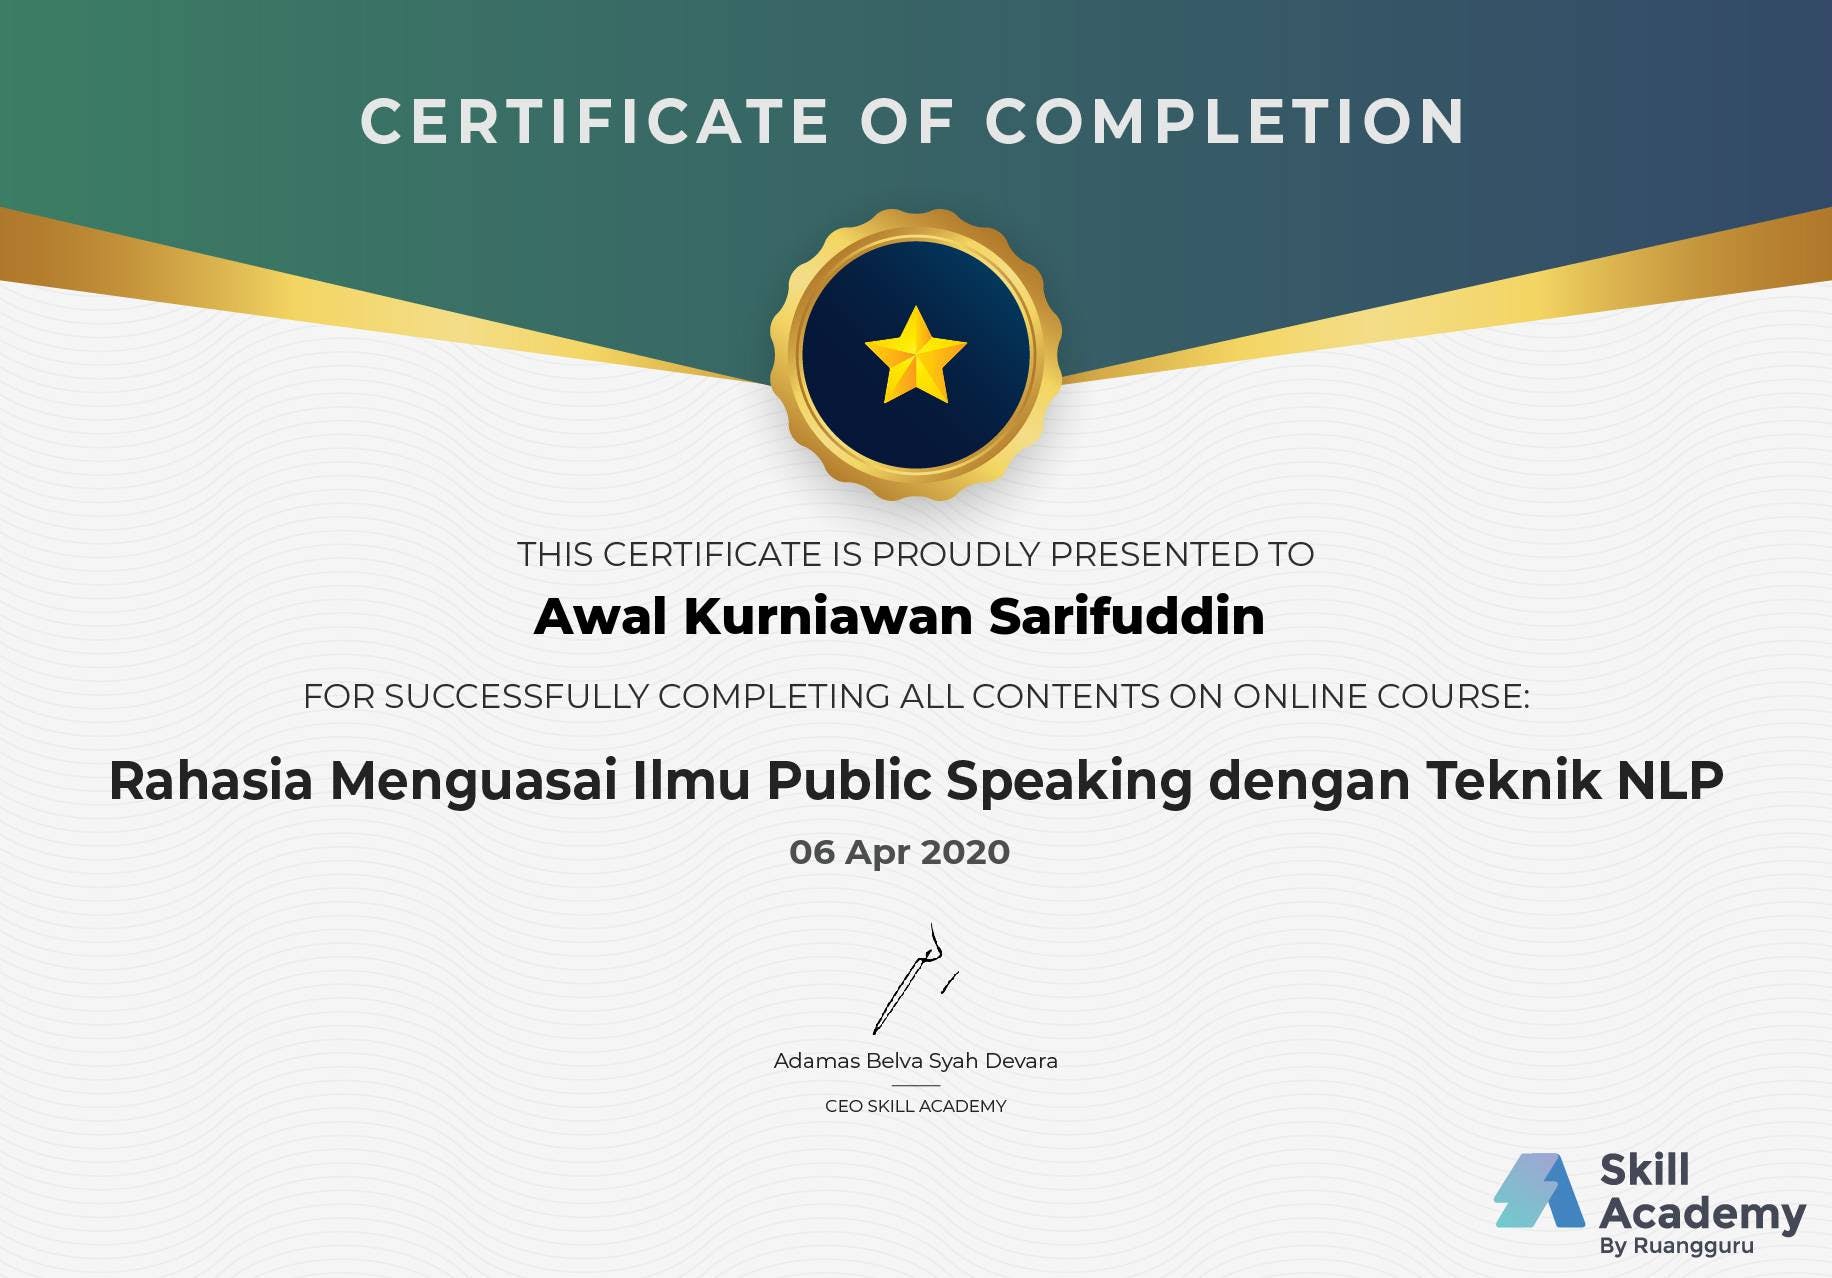 CERTIFICATE OF COMPLETION
THIS CERTIFICATE IS PROUDLY PRESENTED TO
Awal Kurniawan Sarifuddin
FOR SUCCESSFULLY COMPLETING ALL CONTENTS ON ONLINE COURSE:
Rahasia Menguasai Ilmu Public Speaking dengan Teknik NLP
06 Apr 2020
Adamas Belva Syah Devara
CEO SKILL ACADEMY
Skill
Academy
By Ruangguru